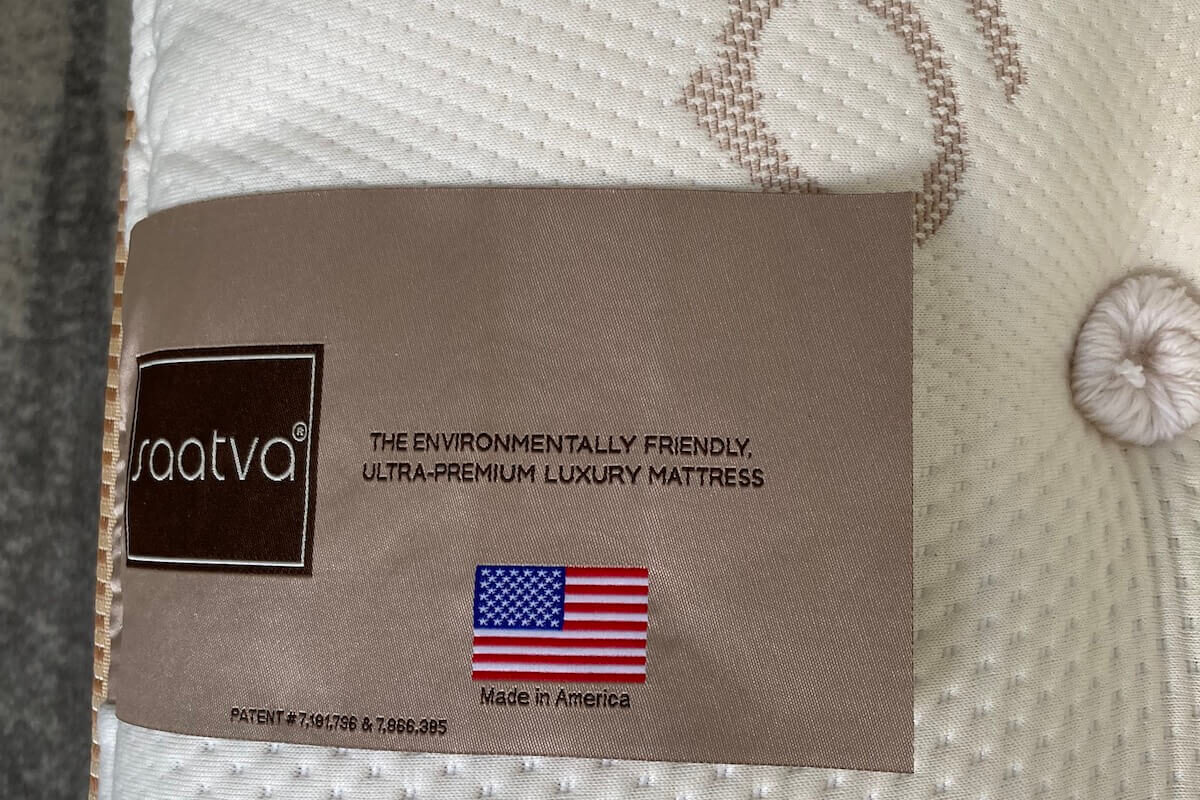 saatva®
THE ENVIRONMENTALLY FRIENDLY,
ULTRA-PREMIUM LUXURY MATTRESS
Made in America
PATENT # 7,181,796 & 7,866,385